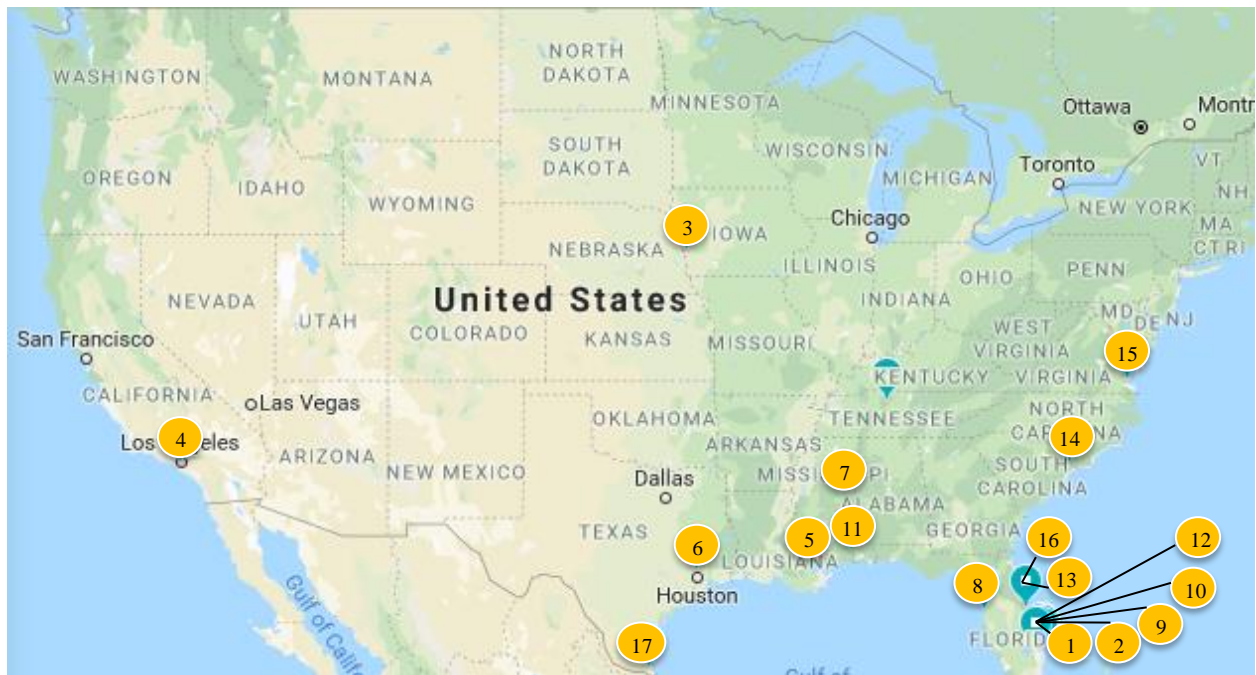 NORTH
DAKOTA
WASHINGTON
MONTANA
MINNESOTA
Ottawa
Montr
SOUTH
DAKOTA
WISCONSIN
MICHIGAN
Toronto
VT
NH
OREGON
IDAHO
WYOMING
NEW YORK
MA
CT RI
Chicago
3
IOWA
NEBRASKA
ILLINOIS
OHIO
PENN
INDIANA
United States
NEVADA
UTAH
COLORADO
KANSAS
MISSOURI
WEST
VIRGINIA
MD
DE NJ
San Francisco
15
KENTUCKY
VIRGINIA
CALIFORNIA
Las Vegas
OKLAHOMA
TENNESSEE
NORTH
CAROLINA
14
Los Angeles
4
ARIZONA
NEW MEXICO
ARKANSAS
MISSISSIPPI
7
SOUTH
CAROLINA
Dallas
ALABAMA
TEXAS
11
GEORGIA
5
LOUISIANA
6
16
12
Houston
8
13
10
Gulf of Calif
17
FLORID
1
2
9
Gulf of